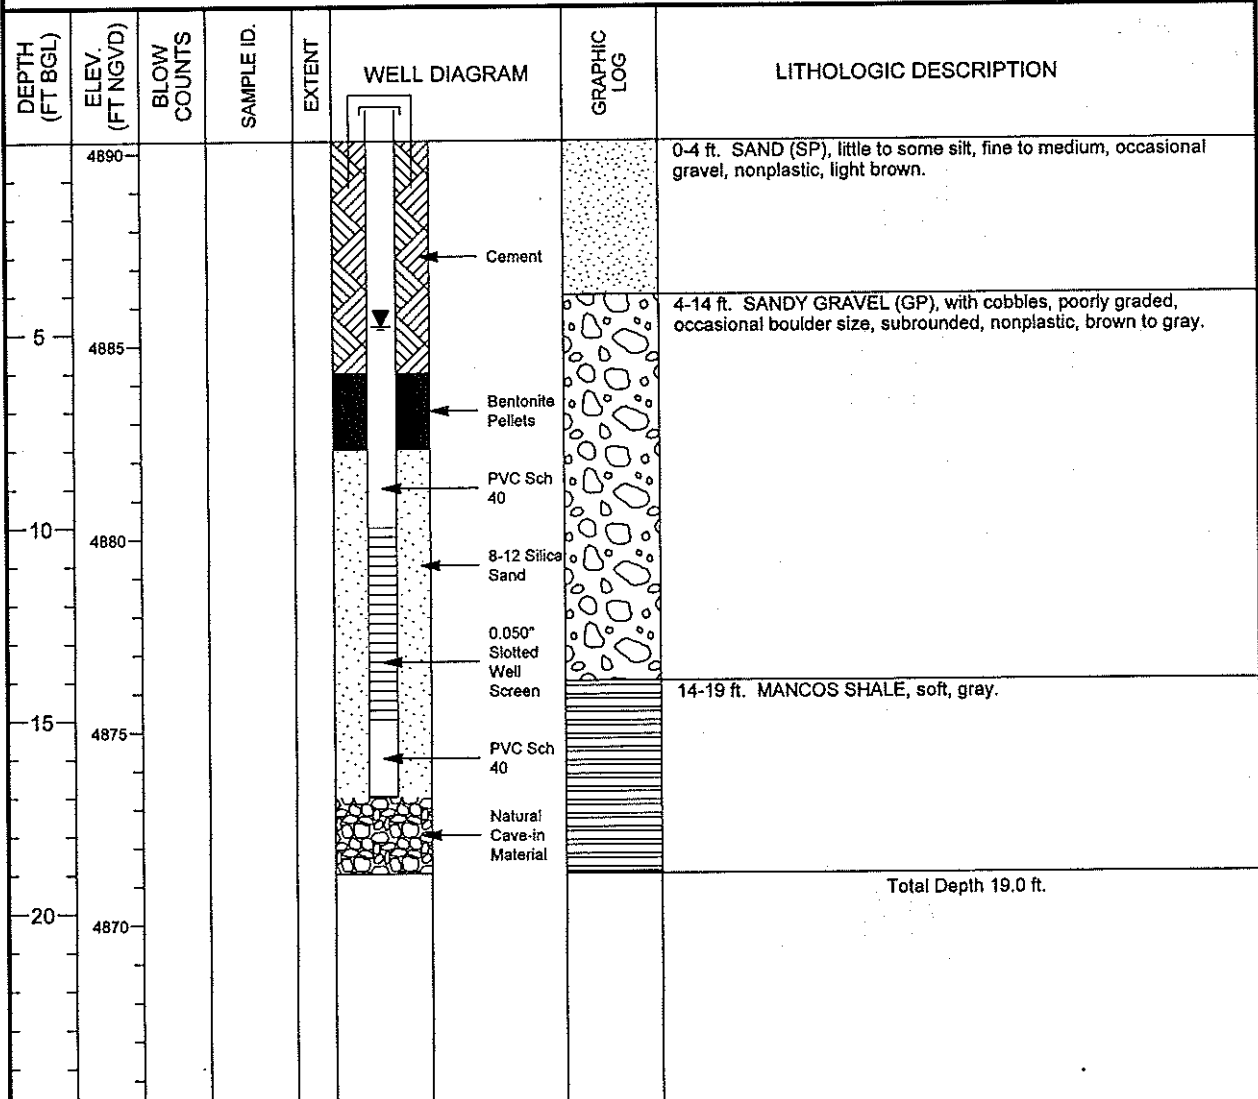 DEPTH
(FT BGL)
ELEV.
(FT NGVD)
BLOW
COUNTS
SAMPLE ID.
EXTENT
WELL DIAGRAM
GRAPHIC
LOG
LITHOLOGIC DESCRIPTION
4890
0-4 ft. SAND (SP), little to some silt, fine to medium, occasional
gravel, nonplastic, light brown.
Cement
4-14 ft. SANDY GRAVEL (GP), with cobbles, poorly graded,
occasional boulder size, subrounded, nonplastic, brown to gray.
5
4885
Bentonite
Pellets
PVC Sch
40
10
4880
8-12 Silica
Sand
0.050"
Slotted
Well
Screen
14-19 ft. MANCOS SHALE, soft, gray.
15
4875
PVC Sch
40
Natural
Cave-in
Material
Total Depth 19.0 ft.
20
4870